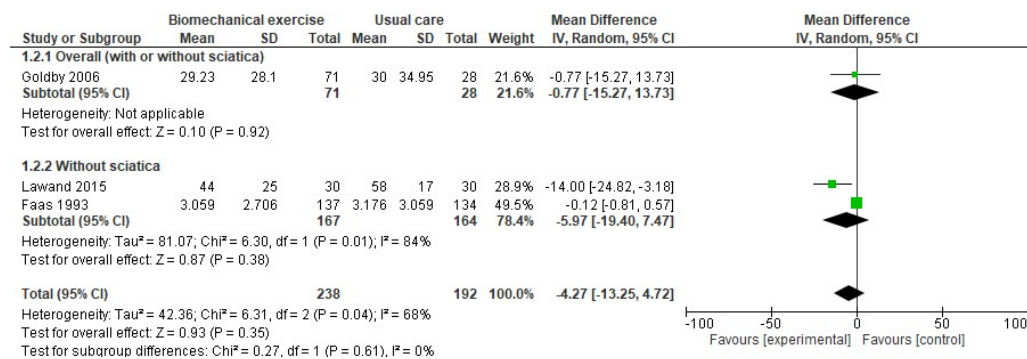 Biomechanical exercise Usual care Mean Difference Mean Difference
Study or Subgroup Mean SD Total Mean SD Total Weight IV, Random, 95% CI IV, Random, 95% CI
1.2.1 Overall (with or without sciatica)
Goldby 2006 29.23 28.1 71 30 34.95 28 21.6% -0.77 [-15.27, 13.73]
Subtotal (95% CI) 71 28 21.6% -0.77 [-15.27, 13.73]
Heterogeneity: Not applicable
Test for overall effect: Z = 0.10 (P = 0.92)
1.2.2 Without sciatica
Lawand 2015 44 25 30 58 17 30 28.9% -14.00 [-24.82, -3.18]
Faas 1993 3.059 2.706 137 3.176 3.059 134 49.5% -0.12 [-0.81, 0.57]
Subtotal (95% CI) 167 164 78.4% -5.97 [-19.40, 7.47]
Heterogeneity: Tau² = 81.07; Chi² = 6.30, df = 1 (P = 0.01); I² = 84%
Test for overall effect: Z = 0.87 (P = 0.38)
Total (95% CI) 238 192 100.0% -4.27 [-13.25, 4.72]
Heterogeneity: Tau² = 42.36; Chi² = 6.31, df = 2 (P = 0.04); I² = 68%
Test for overall effect: Z = 0.93 (P = 0.35)
Test for subgroup differences: Chi² = 0.27, df = 1 (P = 0.61), I² = 0%
-100 -50 0 50 100
Favours [experimental] Favours [control]